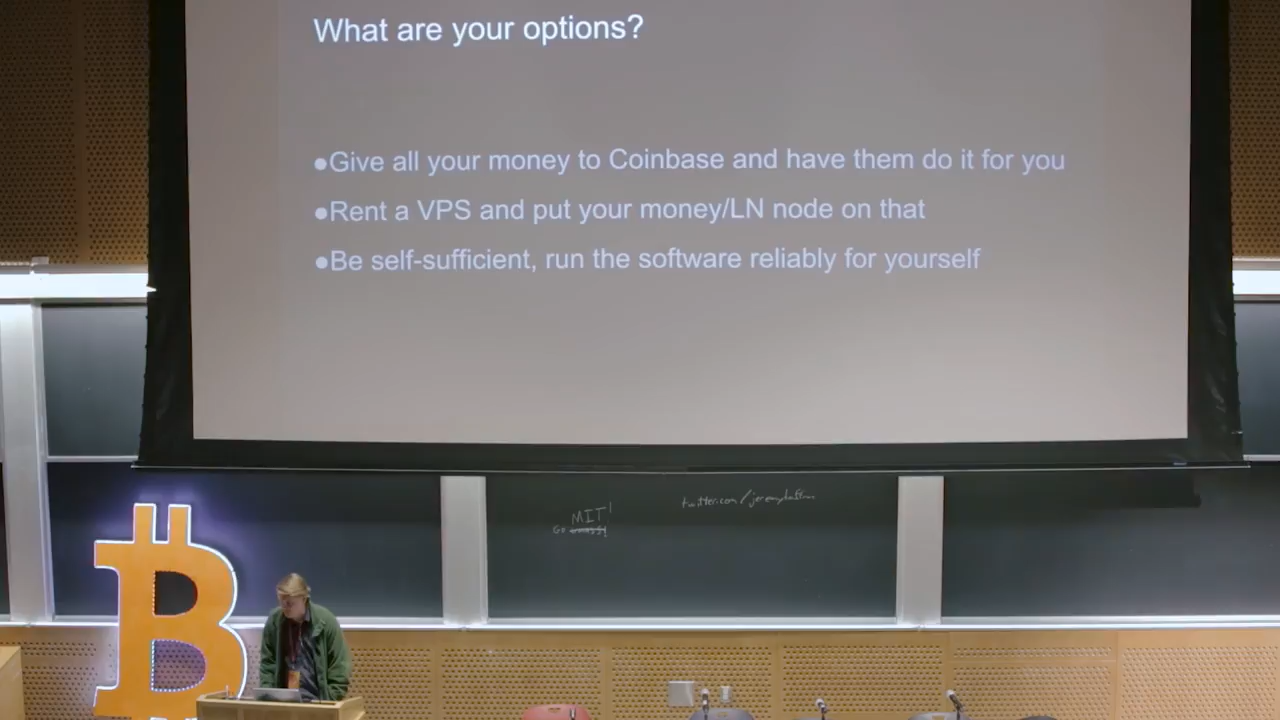 What are your options?
●Give all your money to Coinbase and have them do it for you
●Rent a VPS and put your money/LN node on that
●Be self-sufficient, run the software reliably for yourself
MIT!
Go